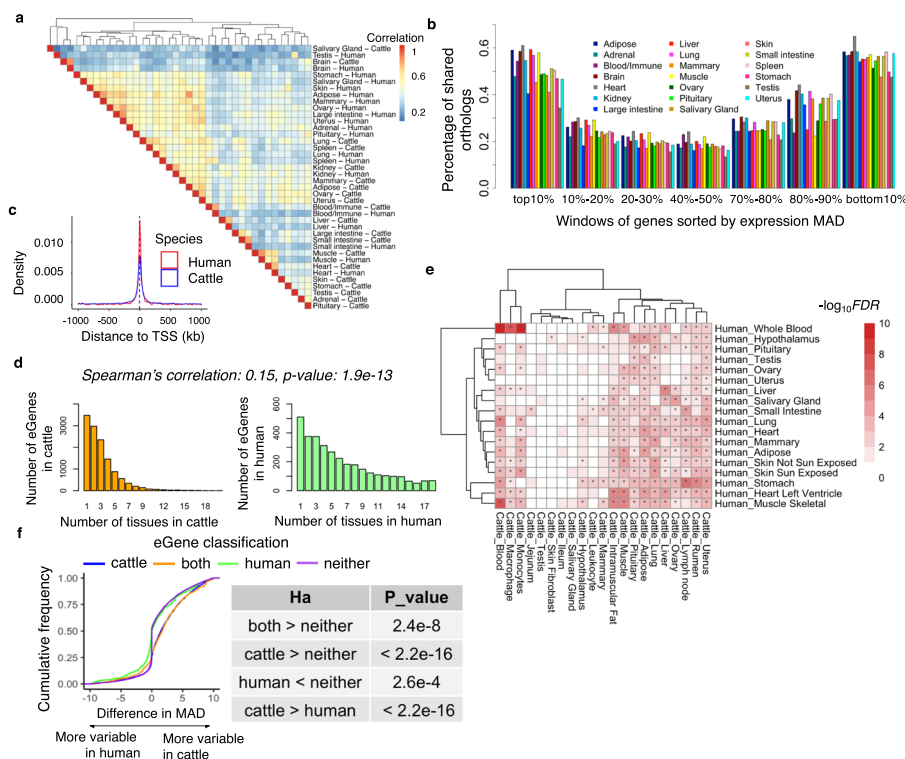 a
Correlation
1
0.2
Salivary Gland – Cattle
Testis – Human
Brain – Cattle
Brain – Human
Stomach – Human
Salivary Gland – Human
Skin – Human
Adipose – Human
Mammary – Human
Ovary – Human
Large intestine – Human
Uterus – Human
Adrenal – Human
Pituitary – Human
Lung – Cattle
Spleen – Cattle
Lung – Human
Spleen – Human
Kidney – Cattle
Kidney – Human
Mammary – Cattle
Adipose – Cattle
Ovary – Cattle
Uterus – Cattle
Blood/Immune – Cattle
Blood/Immune – Human
Liver – Cattle
Liver – Human
Large intestine – Cattle
Small intestine – Cattle
Small intestine – Human
Muscle – Cattle
Muscle – Human
Heart – Cattle
Heart – Human
Skin – Cattle
Stomach – Cattle
Testis – Cattle
Adrenal – Cattle
Pituitary – Cattle
b
Percentage of shared
orthologs
0.0 0.2 0.4 0.6
Adipose
Adrenal
Blood/Immune
Brain
Heart
Kidney
Large intestine
Liver
Lung
Mammary
Muscle
Ovary
Pituitary
Salivary Gland
Skin
Small intestine
Spleen
Stomach
Testis
Uterus
top10% 10%-20% 20-30% 40%-50% 70%-80% 80%-90% bottom10%
Windows of genes sorted by expression MAD
c
Density
0.010
0.005
0.000
Species
Human
Cattle
-1000 0 1000
Distance to TSS (kb)
d
Spearman's correlation: 0.15, p-value: 1.9e-13
Number of eGenes
in cattle
0 1000 3000
1 3 5 7 9 12 15 18
Number of tissues in cattle
Number of eGenes
in human
0 200 400 600
1 3 5 7 9 11 14 17
Number of tissues in human
e
-log10FDR
10
8
6
4
2
0
Human_Whole Blood
Human_Hypothalamus
Human_Pituitary
Human_Testis
Human_Ovary
Human_Uterus
Human_Liver
Human_Salivary Gland
Human_Small Intestine
Human_Lung
Human_Heart
Human_Mammary
Human_Adipose
Human_Skin Not Sun Exposed
Human_Skin Sun Exposed
Human_Stomach
Human_Heart Left Ventricle
Human_Muscle Skeletal
Cattle_Blood
Cattle_Macrophage
Cattle_Monocytes
Cattle_Jejunum
Cattle_Testis
Cattle_Skin Fibroblast
Cattle_Ileum
Cattle_Salivary Gland
Cattle_Hypothalamus
Cattle_Leukocyte
Cattle_Mammary
Cattle_Intramuscular Fat
Cattle_Muscle
Cattle_Pituitary
Cattle_Adipose
Cattle_Lung
Cattle_Liver
Cattle_Ovary
Cattle_Lymph node
Cattle_Rumen
Cattle_Uterus
f
eGene classification
cattle both human neither
Cumulative frequency
1.00
0.75
0.50
0.25
0.00
-10 -5 0 5 10
Difference in MAD
More variable
in human
More variable
in cattle
Ha P_value
both > neither 2.4e-8
cattle > neither < 2.2e-16
human < neither 2.6e-4
cattle > human < 2.2e-16